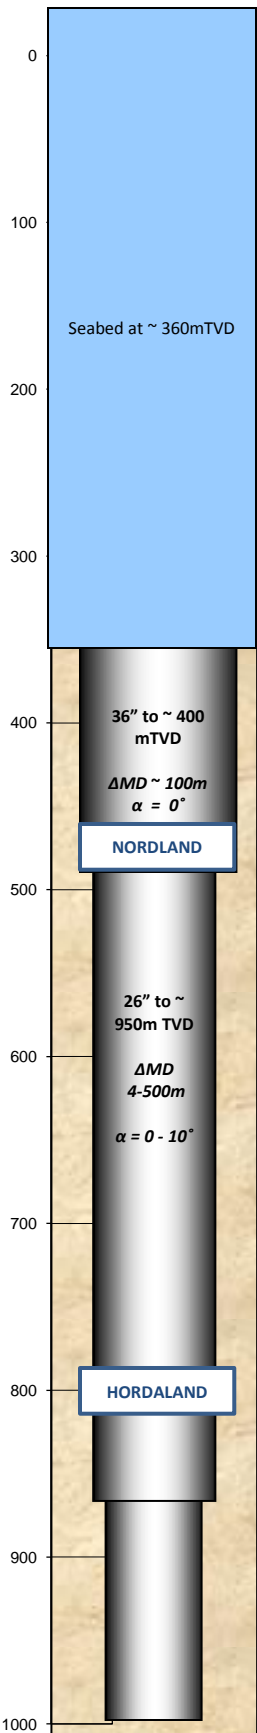 0
100
200
Seabed at ~ 360mTVD
300
400
36” to ~ 400
mTVD
ΔMD ~ 100m
α = 0˚
NORDLAND
500
26” to ~
950m TVD
600
ΔMD
4-500m
α = 0 - 10˚
700
800
HORDALAND
900
1000